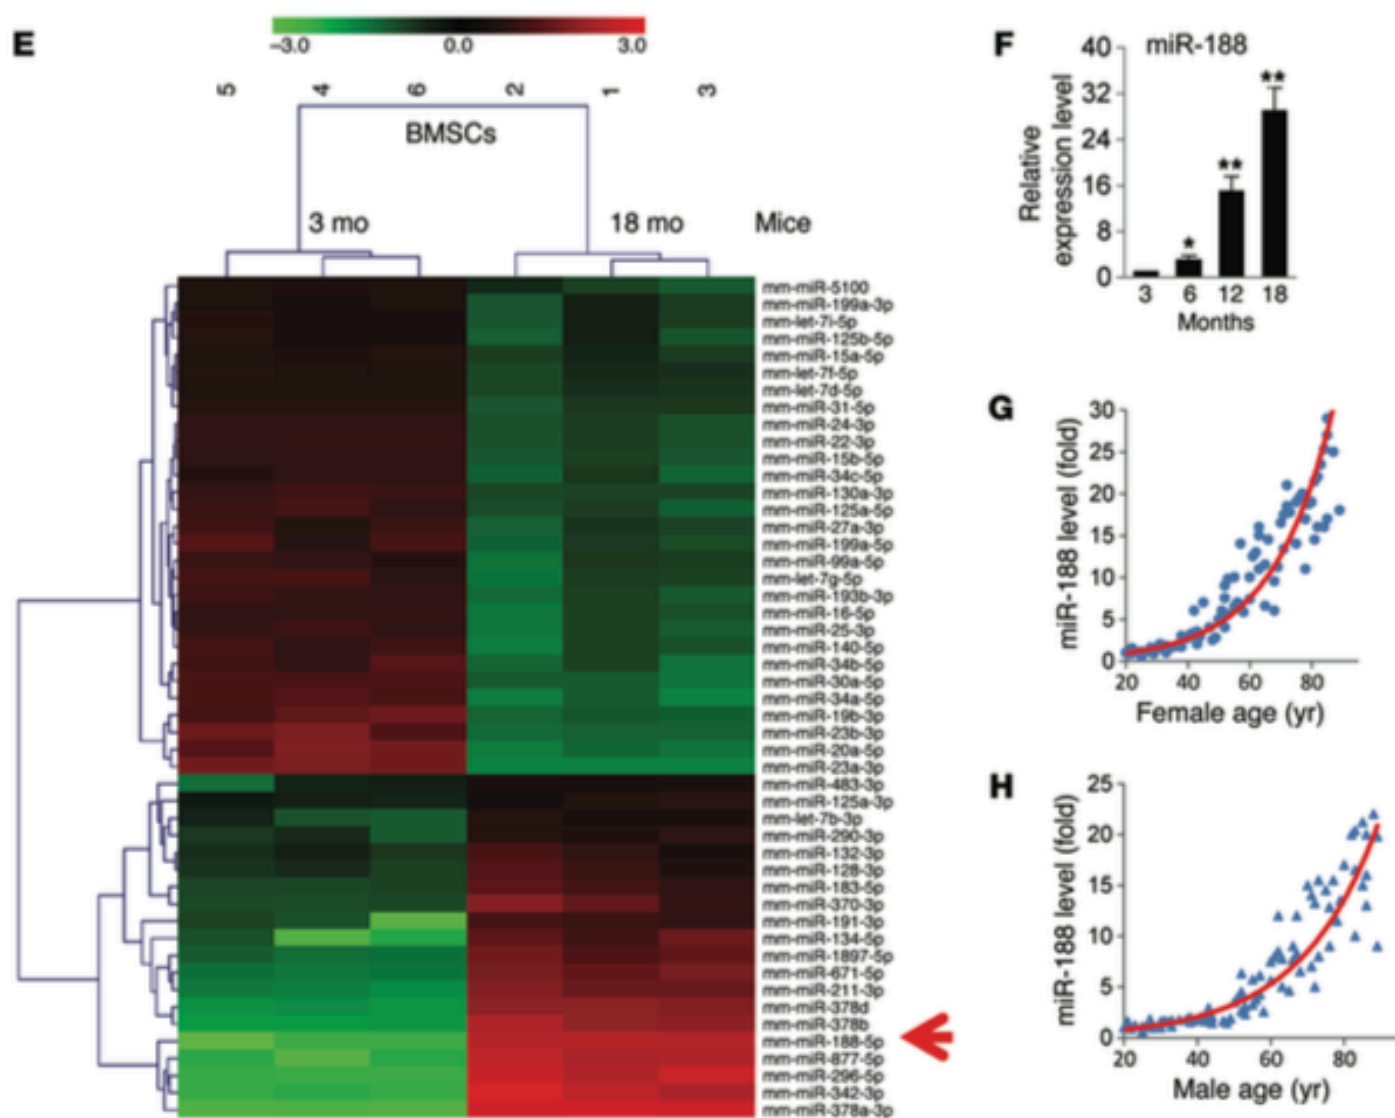 E
−3.0 0.0 3.0
5 4 6 2 1 3
BMSCs
3 mo 18 mo Mice
mm-miR-5100
mm-miR-199a-3p
mm-let-7i-5p
mm-miR-125b-5p
mm-miR-15a-5p
mm-let-7f-5p
mm-let-7d-5p
mm-miR-31-5p
mm-miR-24-3p
mm-miR-22-3p
mm-miR-15b-5p
mm-miR-34c-5p
mm-miR-130a-3p
mm-miR-125a-5p
mm-miR-27a-3p
mm-miR-199a-5p
mm-miR-99a-5p
mm-let-7g-5p
mm-miR-193b-3p
mm-miR-16-5p
mm-miR-25-3p
mm-miR-140-5p
mm-miR-34b-5p
mm-miR-30a-5p
mm-miR-34a-5p
mm-miR-19b-3p
mm-miR-23b-3p
mm-miR-20a-5p
mm-miR-23a-3p
mm-miR-483-3p
mm-miR-125a-3p
mm-let-7b-3p
mm-miR-290-3p
mm-miR-132-3p
mm-miR-128-3p
mm-miR-183-5p
mm-miR-370-3p
mm-miR-191-3p
mm-miR-134-5p
mm-miR-1897-5p
mm-miR-671-5p
mm-miR-211-3p
mm-miR-378d
mm-miR-378b
mm-miR-188-5p
mm-miR-877-5p
mm-miR-296-5p
mm-miR-342-3p
mm-miR-378a-3p
F
miR-188
Relative
expression level
40
32
24
16
8
0
* ** **
3 6 12 18
Months
G
miR-188 level (fold)
30
25
20
15
10
5
0
20 40 60 80
Female age (yr)
H
miR-188 level (fold)
25
20
15
10
5
0
20 40 60 80
Male age (yr)